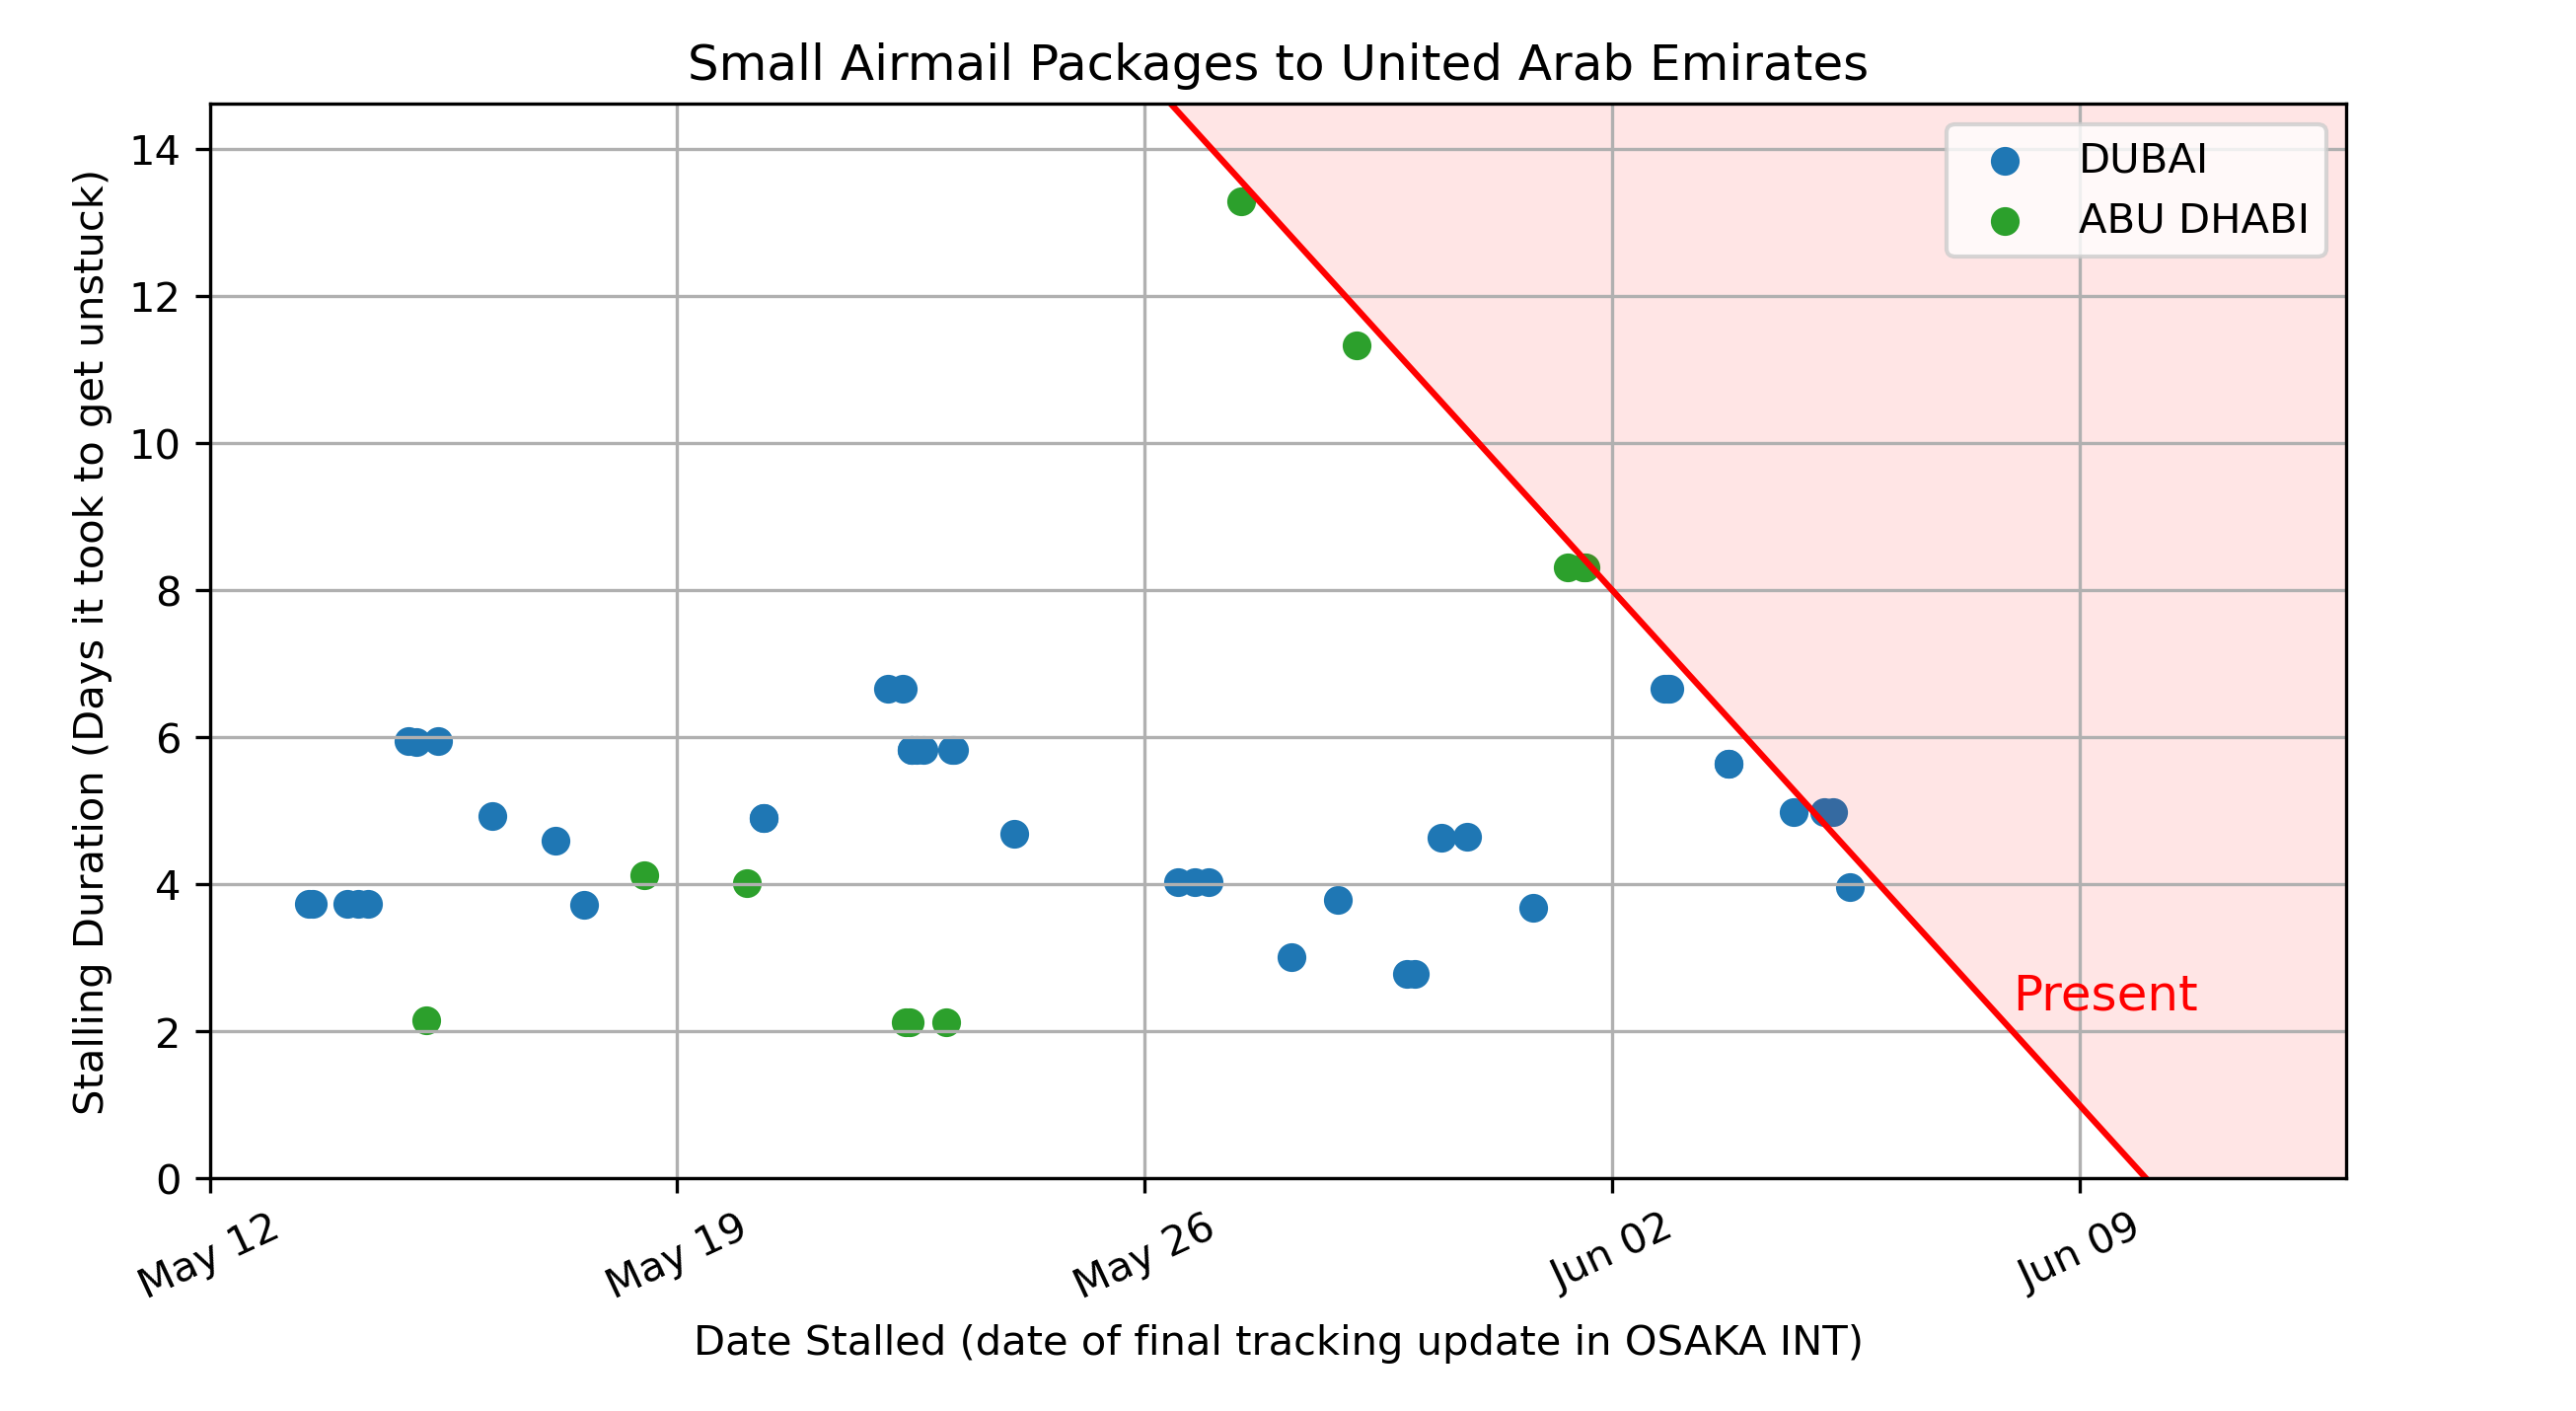 Small Airmail Packages to United Arab Emirates
Stalling Duration (Days it took to get unstuck)
14
12
10
8
6
4
2
0
DUBAI
ABU DHABI
Present
May 12
May 19
May 26
Jun 02
Jun 09
Date Stalled (date of final tracking update in OSAKA INT)